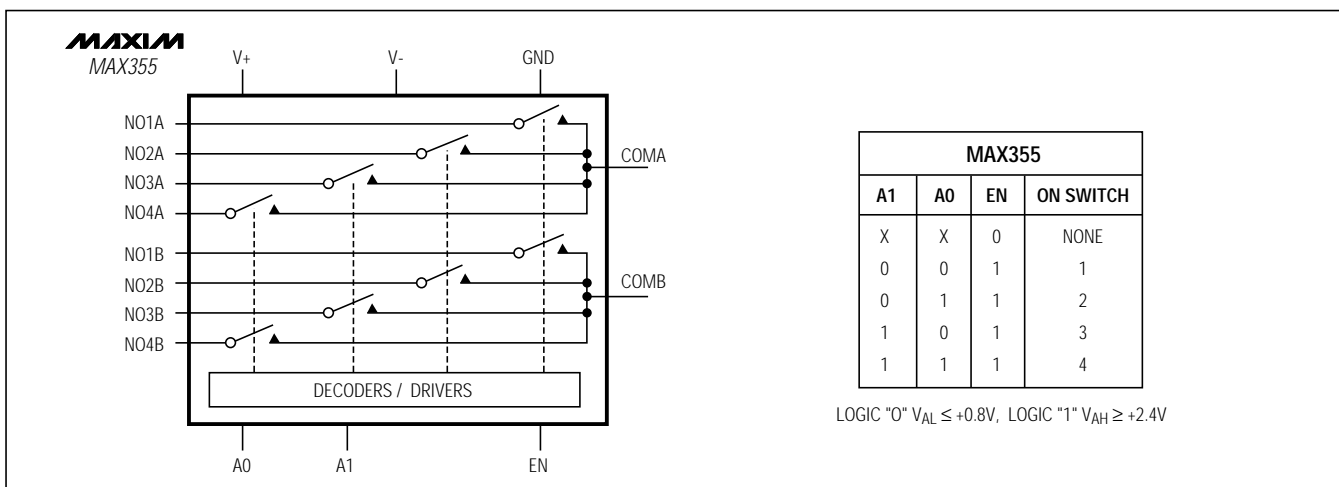 MAXIM
MAX355
V+ V- GND
NO1A
NO2A
NO3A
NO4A
NO1B
NO2B
NO3B
NO4B
COMA
COMB
DECODERS / DRIVERS
A0 A1 EN
MAX355
A1 A0 EN ON SWITCH
X X 0 NONE
0 0 1 1
0 1 1 2
1 0 1 3
1 1 1 4
LOGIC "0" VAL ≤ +0.8V, LOGIC "1" VAH ≥ +2.4V